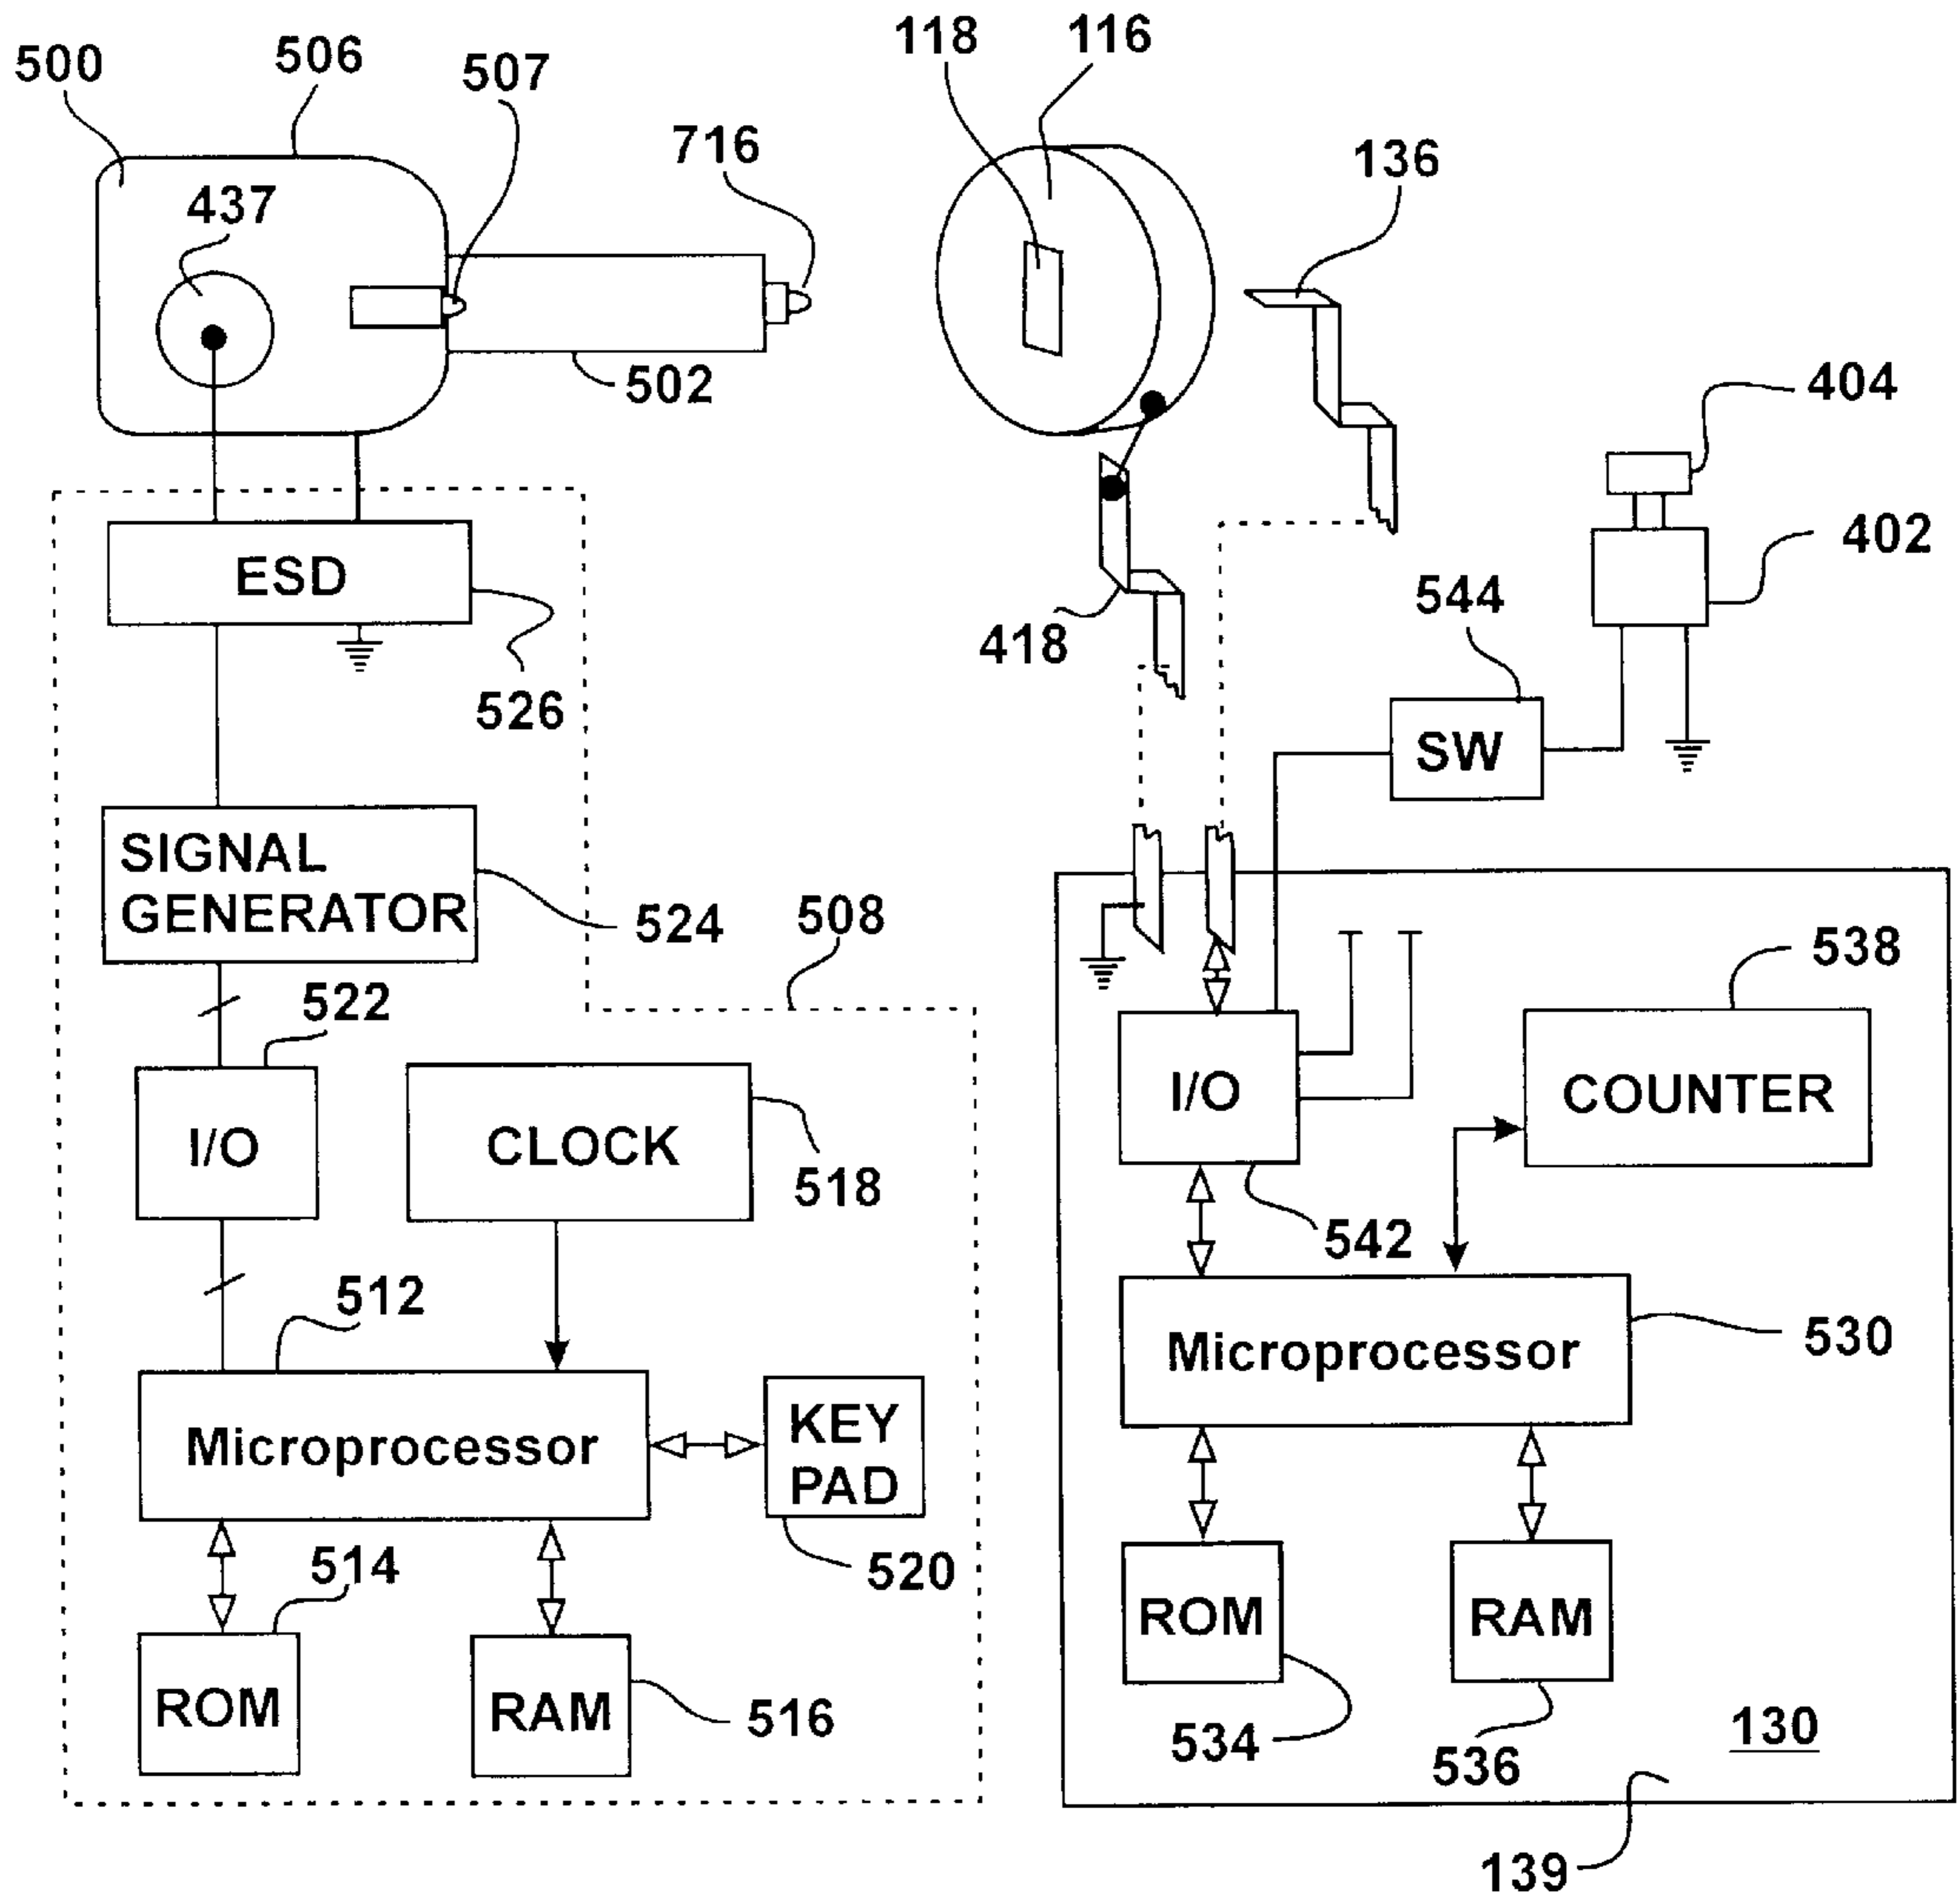 500
506
507
118
116
716
136
437
502
404
402
ESD
544
418
526
SW
SIGNAL
GENERATOR
524
508
538
522
I/O
CLOCK
518
I/O
COUNTER
542
512
Microprocessor
530
Microprocessor
KEY
PAD
514
520
ROM
RAM
ROM
RAM
516
534
536
130
139